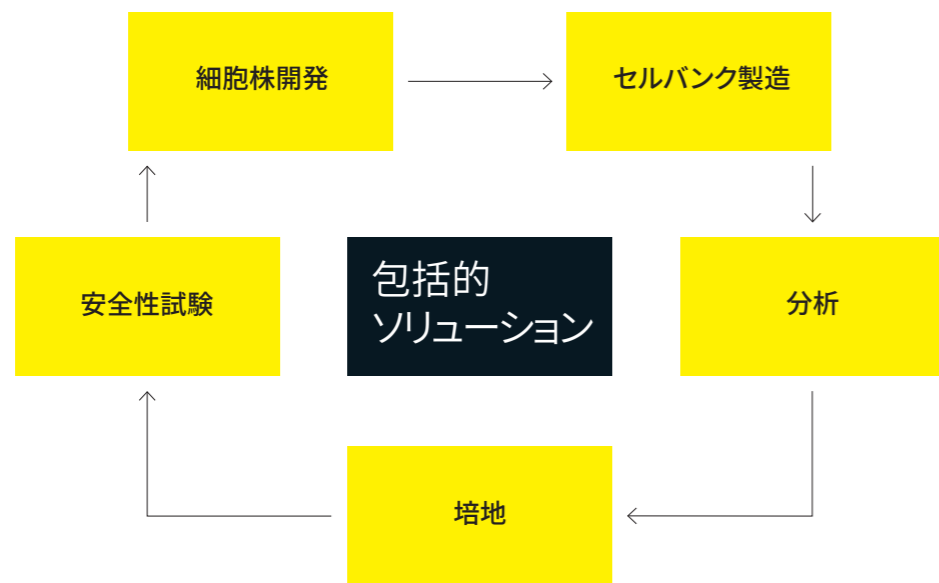 細胞株開発
セルバンク製造
安全性試験
包括的
ソリューション
分析
培地